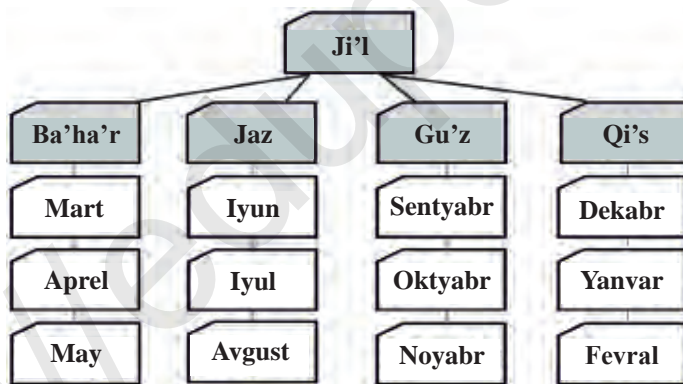 Ji’l
Ba’ha’r Jaz Gu’z Qi’s
Mart Iyun Sentyabr Dekabr
Aprel Iyul Oktyabr Yanvar
May Avgust Noyabr Fevral